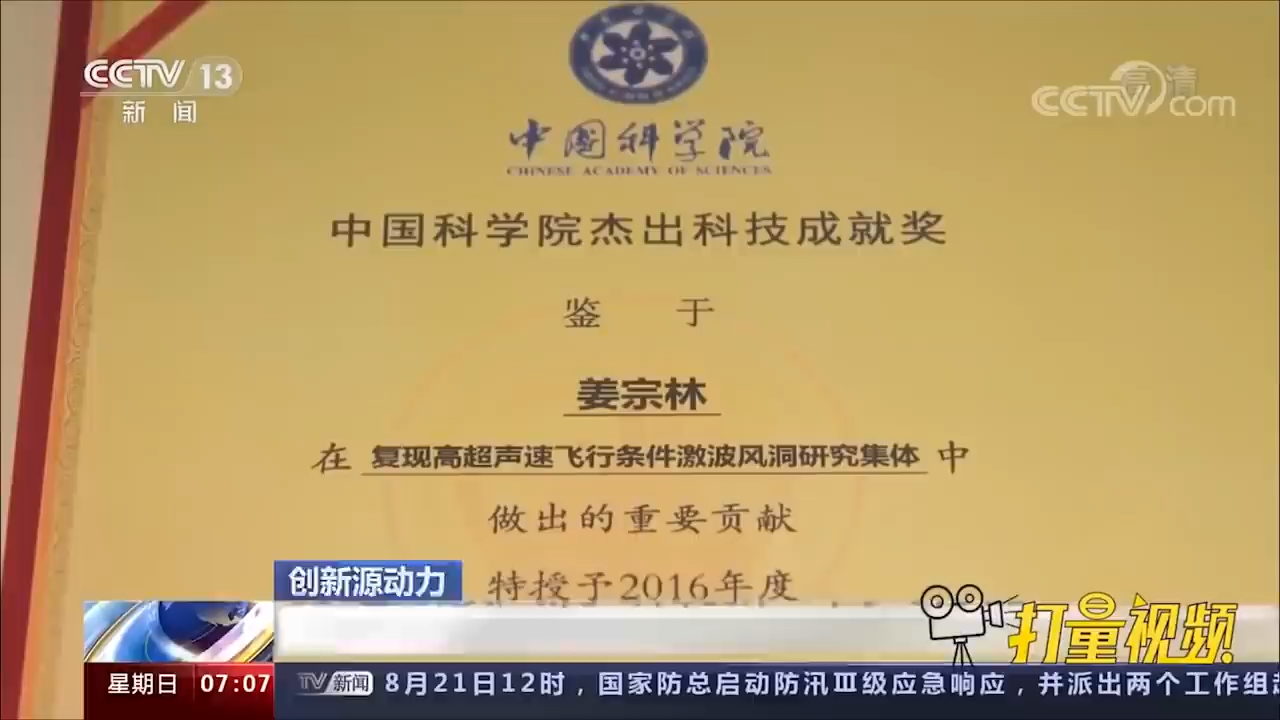 CCTV 13
新闻
高清
CCTV.com
中国科学院
CHINESE ACADEMY OF SCIENCES
中国科学院杰出科技成就奖
鉴 于
姜宗林
在 复现高超声速飞行条件激波风洞研究集体 中
做出的重要贡献
特授予2016年度
创新源动力
打量视频
星期日 07:07
TV新闻 8月21日12时，国家防总启动防汛Ⅲ级应急响应，并派出两个工作组